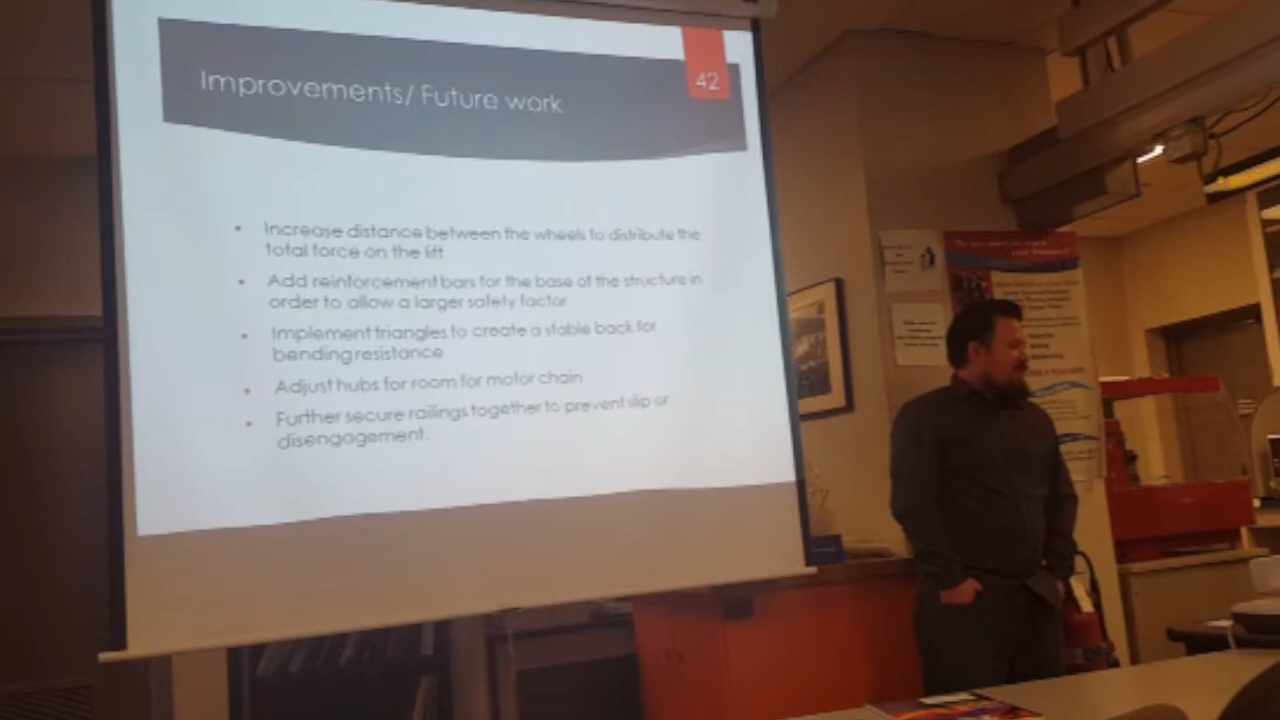 42
Improvements/ Future work
Increase distance between the wheels to distribute the
total force on the lift
Add reinforcement bars for the base of the structure in
order to allow a larger safety factor
Implement triangles to create a stable back for
bending resistance
Adjust hubs for room for motor chain
Further secure railings together to prevent slip or
disengagement.